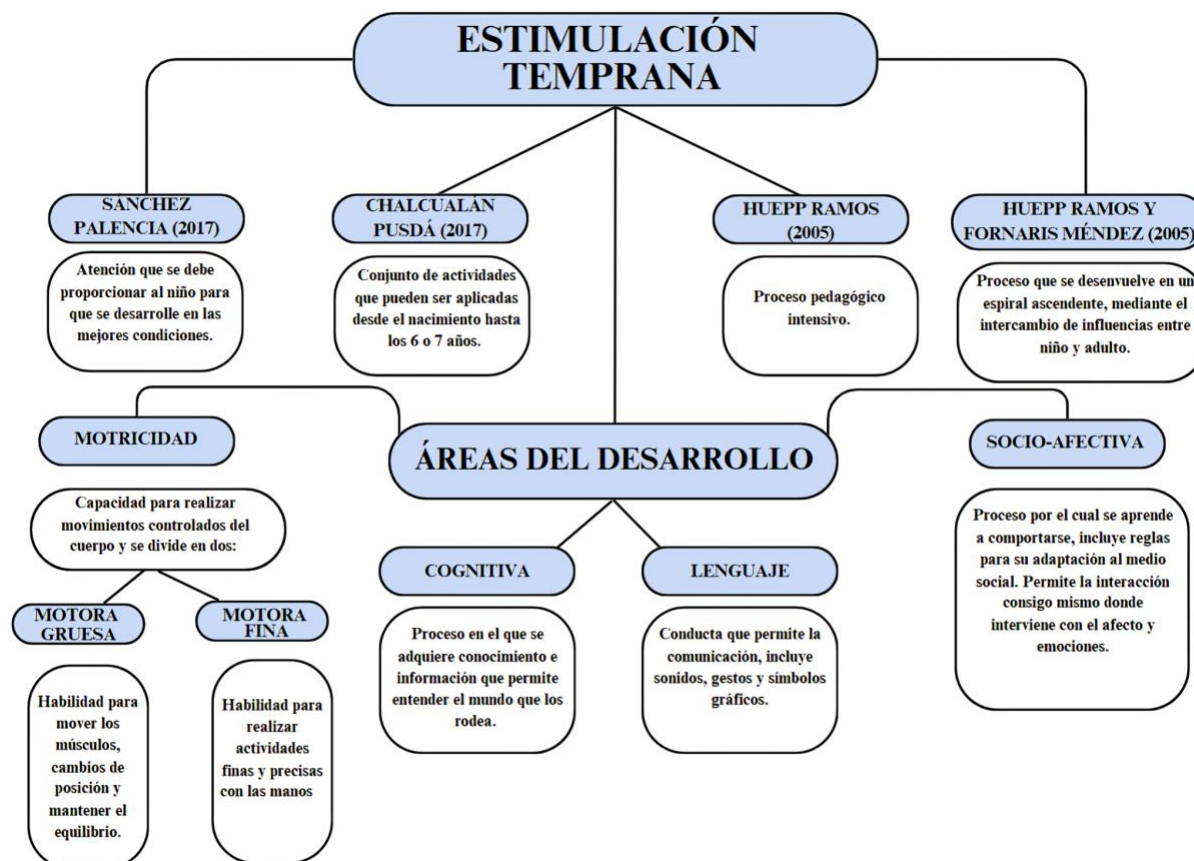 ESTIMULACIÓN
TEMPRANA
SÁNCHEZ
PALENCIA (2017)
Atención que se debe
proporcionar al niño para
que se desarrolle en las
mejores condiciones.
CHALCUALÁN
PUSDÁ (2017)
Conjunto de actividades
que pueden ser aplicadas
desde el nacimiento hasta
los 6 o 7 años.
HUEPP RAMOS
(2005)
Proceso pedagógico
intensivo.
HUEPP RAMOS Y
FORNARIS MÉNDEZ (2005)
Proceso que se desenvuelve en un
espiral ascendente, mediante el
intercambio de influencias entre
niño y adulto.
ÁREAS DEL DESARROLLO
MOTRICIDAD
Capacidad para realizar
movimientos controlados del
cuerpo y se divide en dos:
MOTORA
GRUESA
Habilidad para
mover los
músculos,
cambios de
posición y
mantener el
equilibrio.
MOTORA
FINA
Habilidad para
realizar
actividades
finas y precisas
con las manos
COGNITIVA
Proceso en el que se
adquiere conocimiento e
información que permite
entender el mundo que los
rodea.
LENGUAJE
Conducta que permite la
comunicación, incluye
sonidos, gestos y símbolos
gráficos.
SOCIO-AFECTIVA
Proceso por el cual se aprende
a comportarse, incluye reglas
para su adaptación al medio
social. Permite la interacción
consigo mismo donde
interviene con el afecto y
emociones.